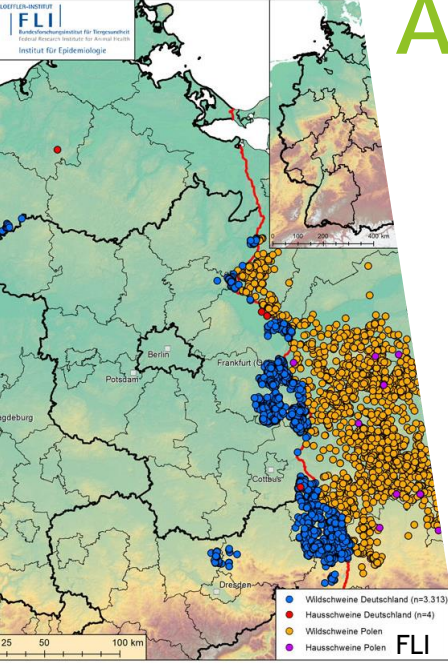 LOEFFLER-INSTITUT
FLI
Bundesforschungsinstitut für Tiergesundheit
Federal Research Institute for Animal Health
Institut für Epidemiologie
A
0 100 200 400 km
Berlin
Potsdam
Frankfurt (O
agdeburg
Cottbus
Dresden
25 50 100 km
Wildschweine Deutschland (n=3.313)
Hausschweine Deutschland (n=4)
Wildschweine Polen
Hausschweine Polen
FLI